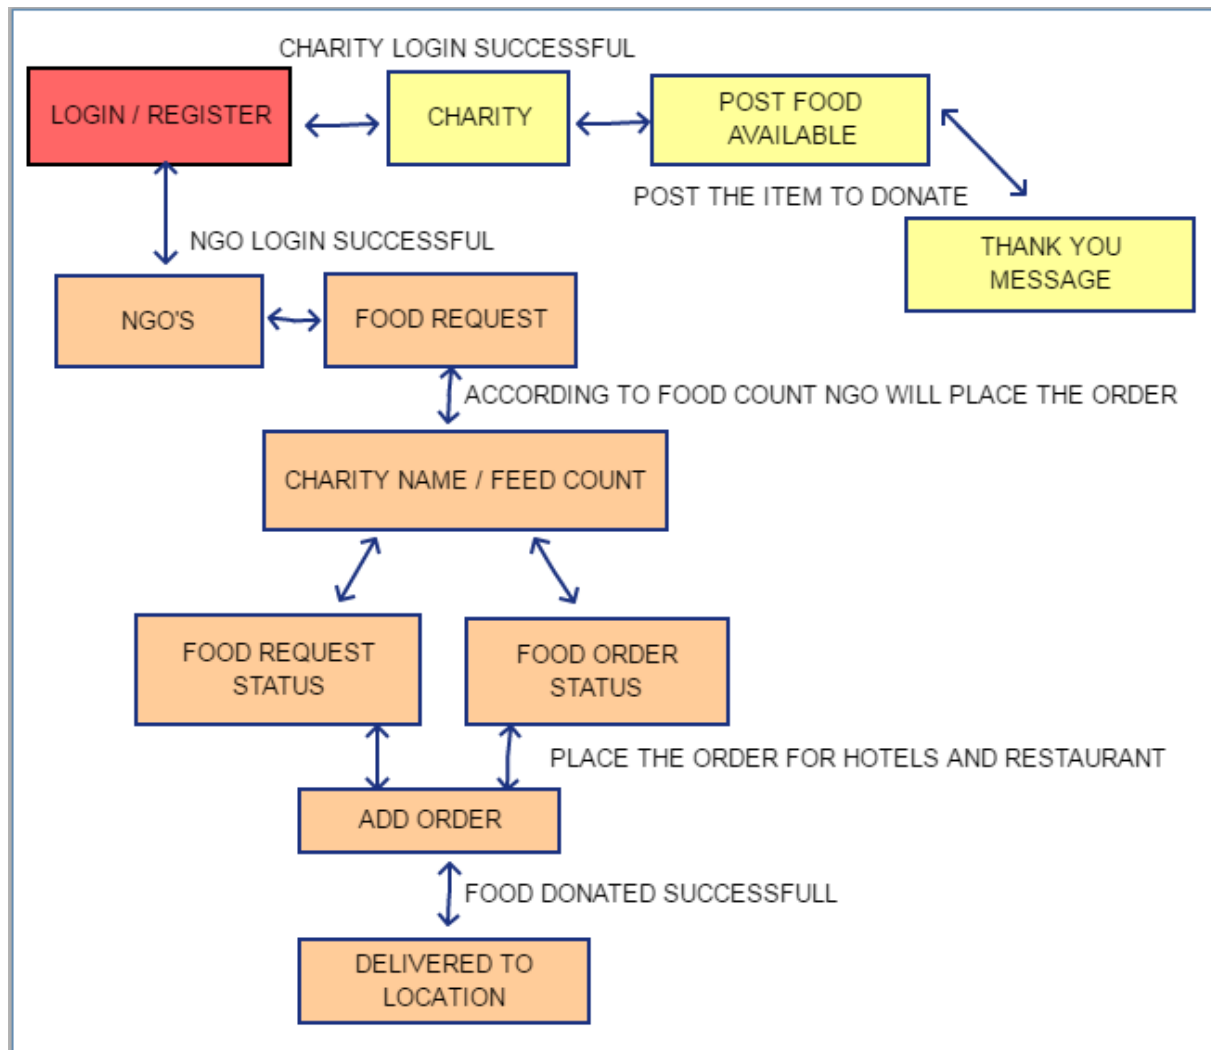 CHARITY LOGIN SUCCESSFUL
LOGIN / REGISTER
CHARITY
POST FOOD
AVAILABLE
POST THE ITEM TO DONATE
THANK YOU
MESSAGE
NGO LOGIN SUCCESSFUL
NGO'S
FOOD REQUEST
ACCORDING TO FOOD COUNT NGO WILL PLACE THE ORDER
CHARITY NAME / FEED COUNT
FOOD REQUEST
STATUS
FOOD ORDER
STATUS
PLACE THE ORDER FOR HOTELS AND RESTAURANT
ADD ORDER
FOOD DONATED SUCCESSFULL
DELIVERED TO
LOCATION